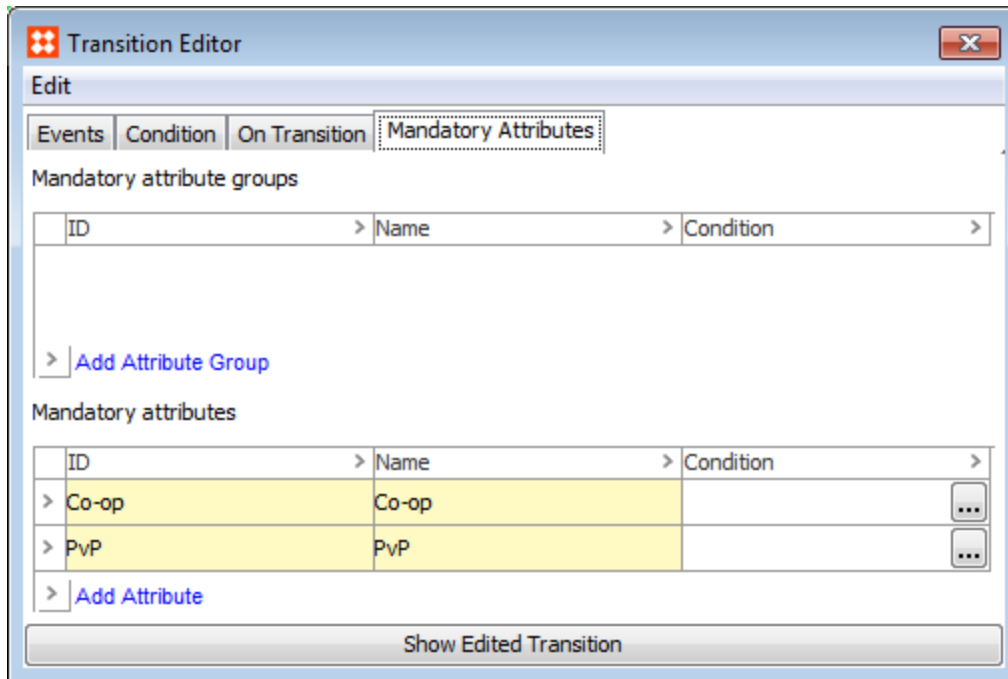 Transition Editor
Edit
Events Condition On Transition Mandatory Attributes
Mandatory attribute groups
ID > Name > Condition >
> Add Attribute Group
Mandatory attributes
ID > Name > Condition >
> Co-op Co-op ...
> PvP PvP ...
> Add Attribute
Show Edited Transition